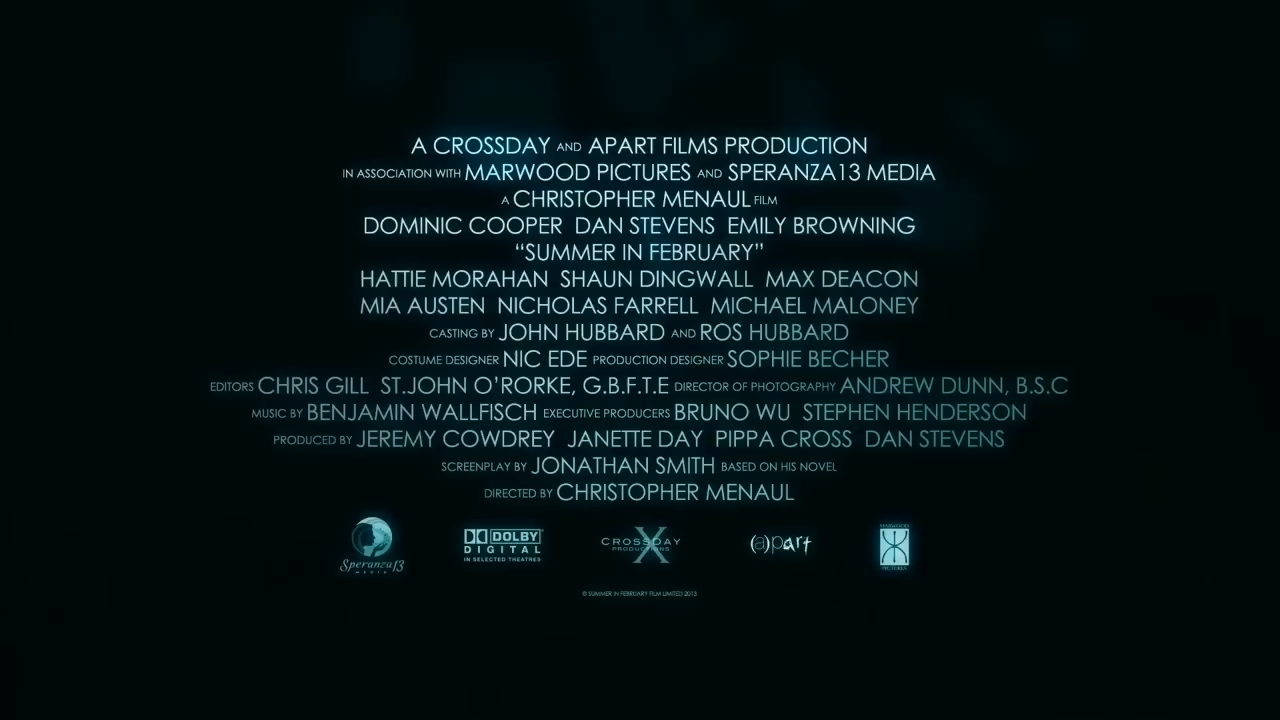 A CROSSDAY AND APART FILMS PRODUCTION
IN ASSOCIATION WITH MARWOOD PICTURES AND SPERANZA13 MEDIA
A CHRISTOPHER MENAUL FILM
DOMINIC COOPER DAN STEVENS EMILY BROWNING
“SUMMER IN FEBRUARY”
HATTIE MORAHAN SHAUN DINGWALL MAX DEACON
MIA AUSTEN NICHOLAS FARRELL MICHAEL MALONEY
CASTING BY JOHN HUBBARD AND ROS HUBBARD
COSTUME DESIGNER NIC EDE PRODUCTION DESIGNER SOPHIE BECHER
EDITORS CHRIS GILL ST.JOHN O’RORKE, G.B.F.T.E DIRECTOR OF PHOTOGRAPHY ANDREW DUNN, B.S.C
MUSIC BY BENJAMIN WALLFISCH EXECUTIVE PRODUCERS BRUNO WU STEPHEN HENDERSON
PRODUCED BY JEREMY COWDREY JANETTE DAY PIPPA CROSS DAN STEVENS
SCREENPLAY BY JONATHAN SMITH BASED ON HIS NOVEL
DIRECTED BY CHRISTOPHER MENAUL
Speranza13
MEDIA
DOLBY
DIGITAL
IN SELECTED THEATRES
X
CROSSDAY
PRODUCTIONS
(a)part
MARWOOD
PICTURES
© SUMMER IN FEBRUARY FILM LIMITED 2013